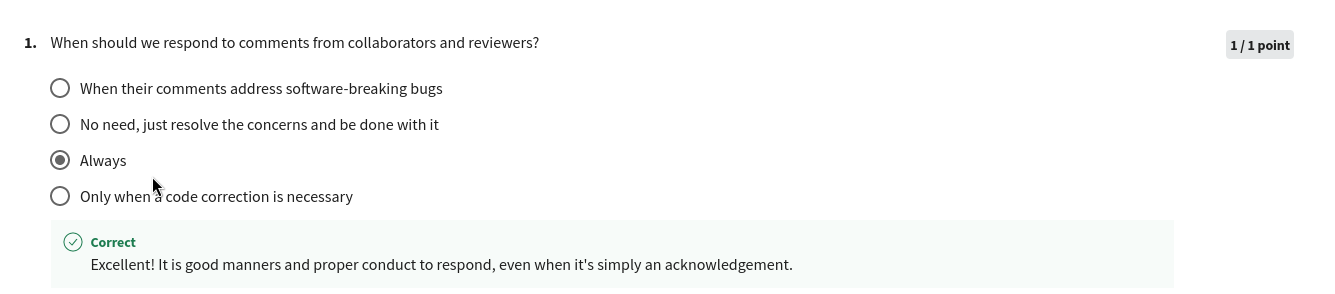 1. When should we respond to comments from collaborators and reviewers?
1 / 1 point
When their comments address software-breaking bugs
No need, just resolve the concerns and be done with it
Always
Only when a code correction is necessary
Correct
Excellent! It is good manners and proper conduct to respond, even when it's simply an acknowledgement.